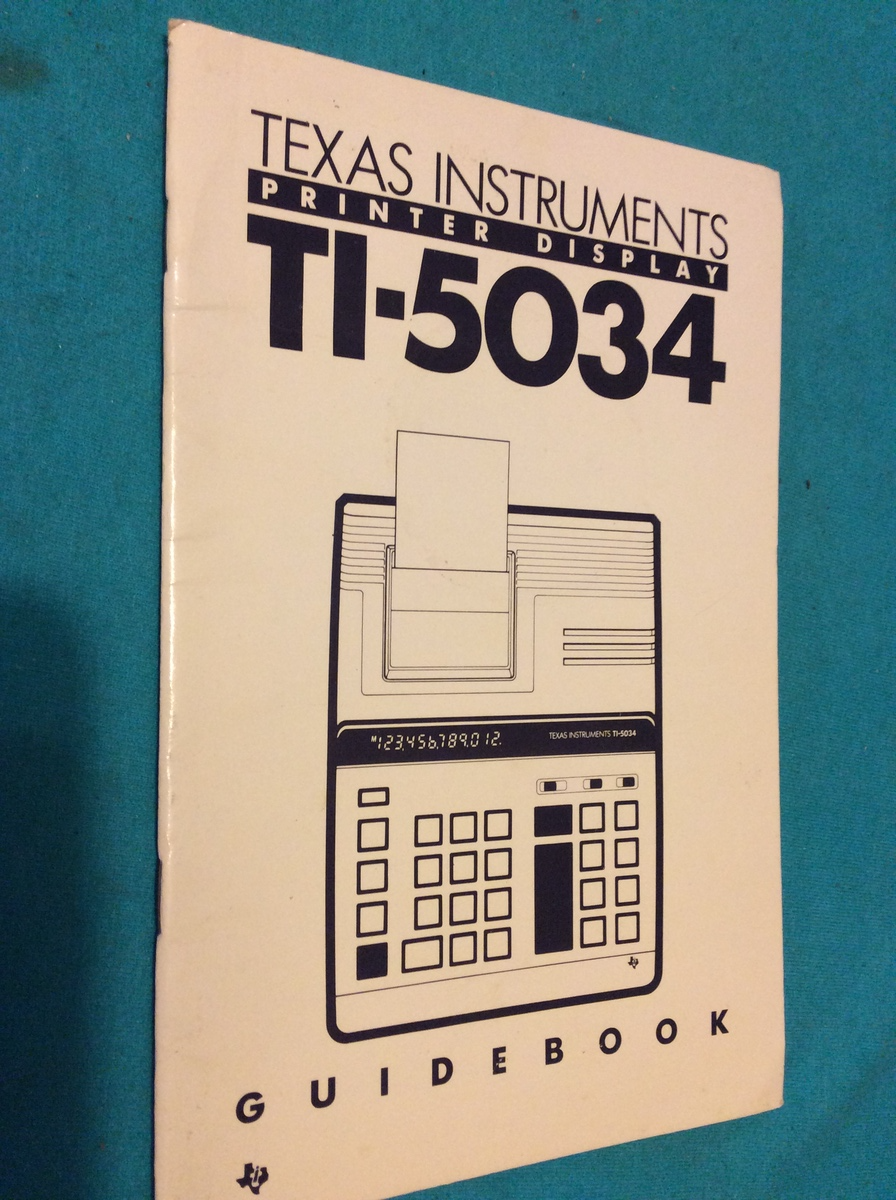 TEXAS INSTRUMENTS
PRINTER DISPLAY
TI-5034
M123,456,789,012.
TEXAS INSTRUMENTS TI-5034
GUIDEBOOK